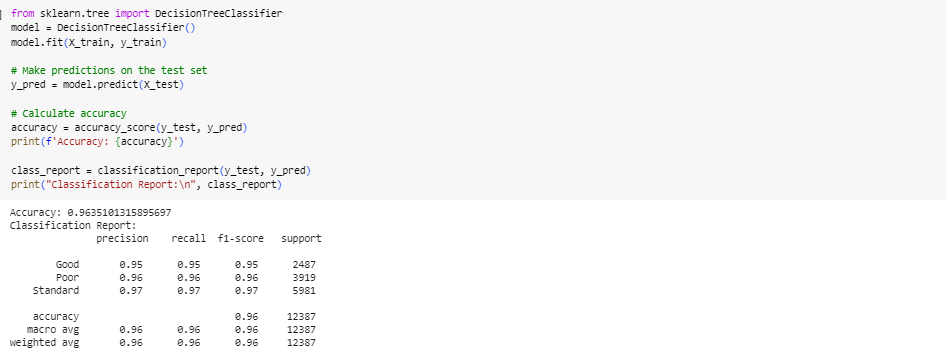 from sklearn.tree import DecisionTreeClassifier
model = DecisionTreeClassifier()
model.fit(X_train, y_train)
# Make predictions on the test set
y_pred = model.predict(X_test)
# Calculate accuracy
accuracy = accuracy_score(y_test, y_pred)
print(f'Accuracy: {accuracy}')
class_report = classification_report(y_test, y_pred)
print("Classification Report:\n", class_report)
Accuracy: 0.9635101315895697
Classification Report:
precision recall f1-score support
Good 0.95 0.95 0.95 2487
Poor 0.96 0.96 0.96 3919
Standard 0.97 0.97 0.97 5981
accuracy 0.96 12387
macro avg 0.96 0.96 0.96 12387
weighted avg 0.96 0.96 0.96 12387